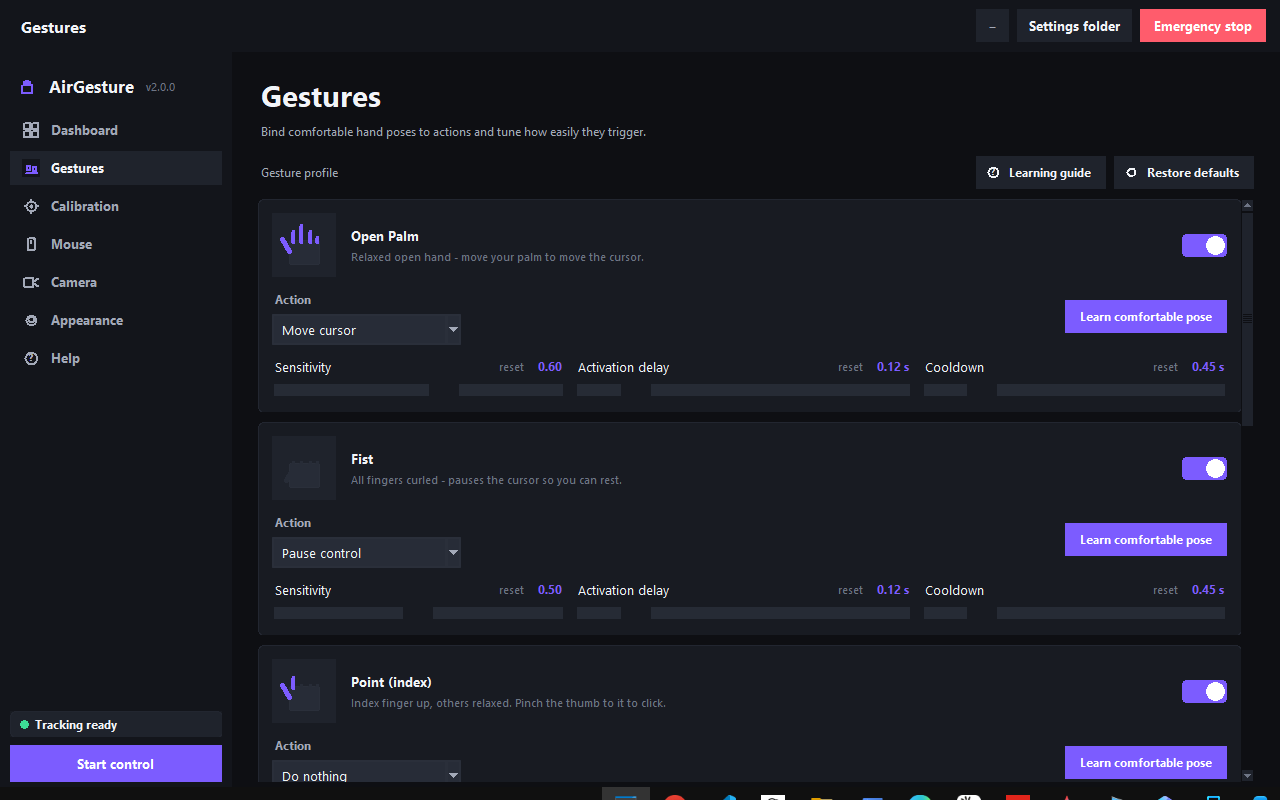 Gestures
–
Settings folder
Emergency stop
AirGesture v2.0.0
Dashboard
Gestures
Calibration
Mouse
Camera
Appearance
Help
Tracking ready
Start control
Gestures
Bind comfortable hand poses to actions and tune how easily they trigger.
Gesture profile
Learning guide
Restore defaults
Open Palm
Relaxed open hand - move your palm to move the cursor.
Action
Move cursor
Learn comfortable pose
Sensitivity reset 0.60 Activation delay reset 0.12 s Cooldown reset 0.45 s
Fist
All fingers curled - pauses the cursor so you can rest.
Action
Pause control
Learn comfortable pose
Sensitivity reset 0.50 Activation delay reset 0.12 s Cooldown reset 0.45 s
Point (index)
Index finger up, others relaxed. Pinch the thumb to it to click.
Action
Do nothing
Learn comfortable pose